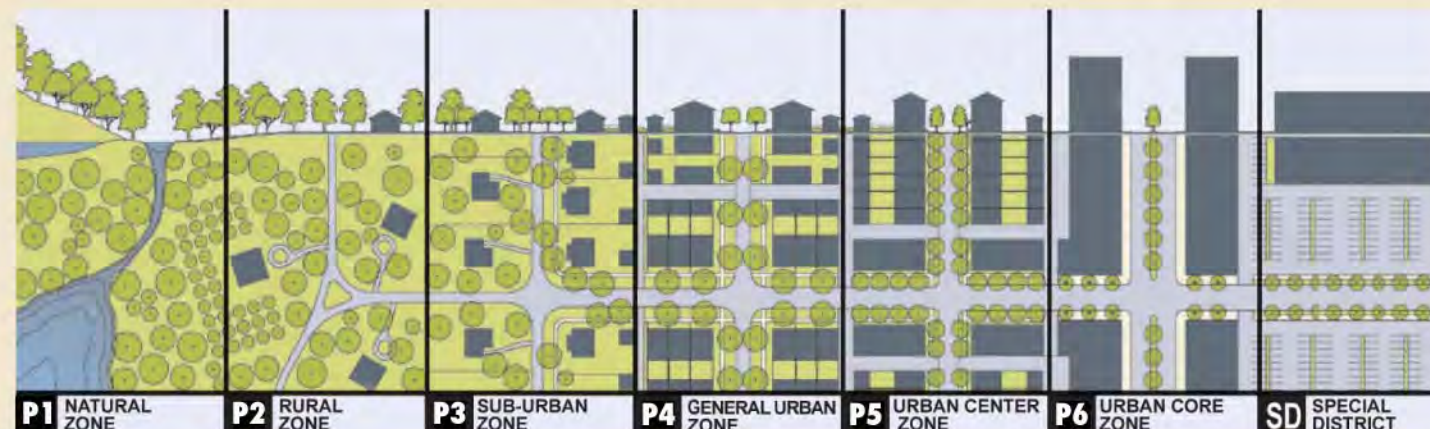 P1 NATURAL
ZONE
P2 RURAL
ZONE
P3 SUB-URBAN
ZONE
P4 GENERAL URBAN
ZONE
P5 URBAN CENTER
ZONE
P6 URBAN CORE
ZONE
SD SPECIAL
DISTRICT